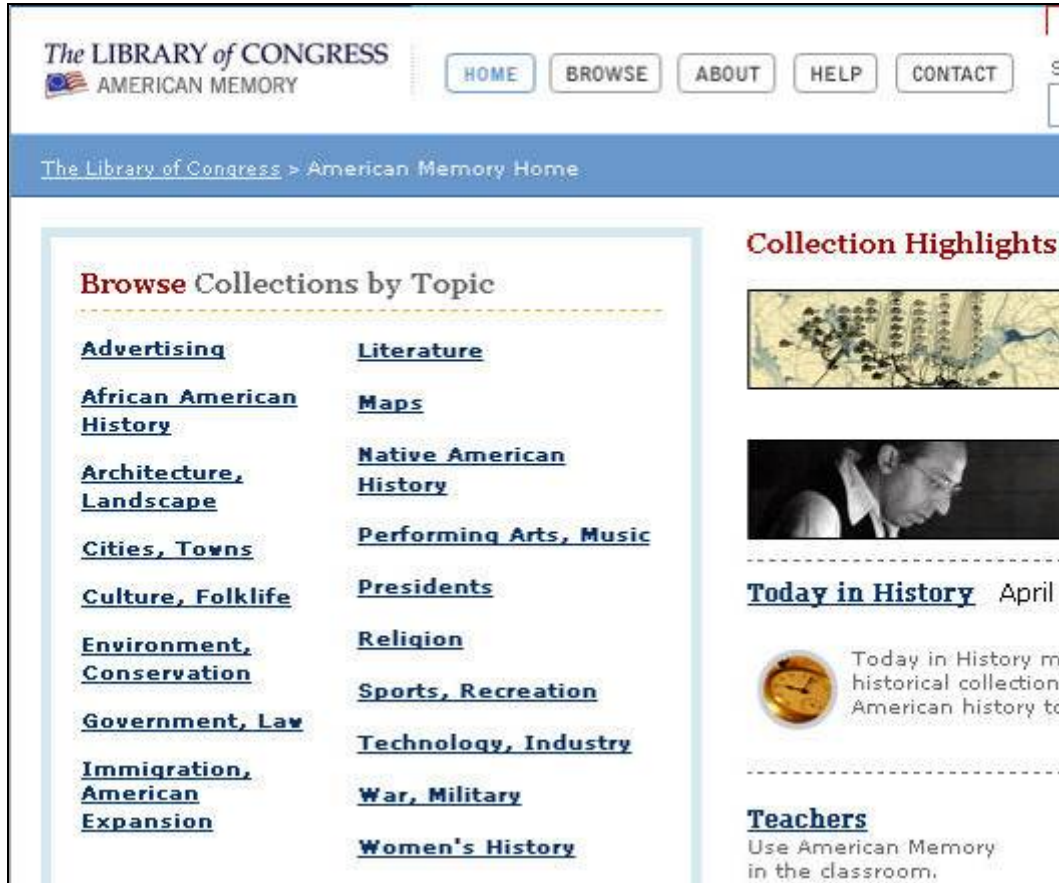 The LIBRARY of CONGRESS
AMERICAN MEMORY
HOME
BROWSE
ABOUT
HELP
CONTACT
The Library of Congress > American Memory Home
Browse Collections by Topic
Advertising
African American
History
Architecture,
Landscape
Cities, Towns
Culture, Folklife
Environment,
Conservation
Government, Law
Immigration,
American
Expansion
Literature
Maps
Native American
History
Performing Arts, Music
Presidents
Religion
Sports, Recreation
Technology, Industry
War, Military
Women's History
Collection Highlights
Today in History April
Today in History
historical collection
American history
Teachers
Use American Memory
in the classroom.